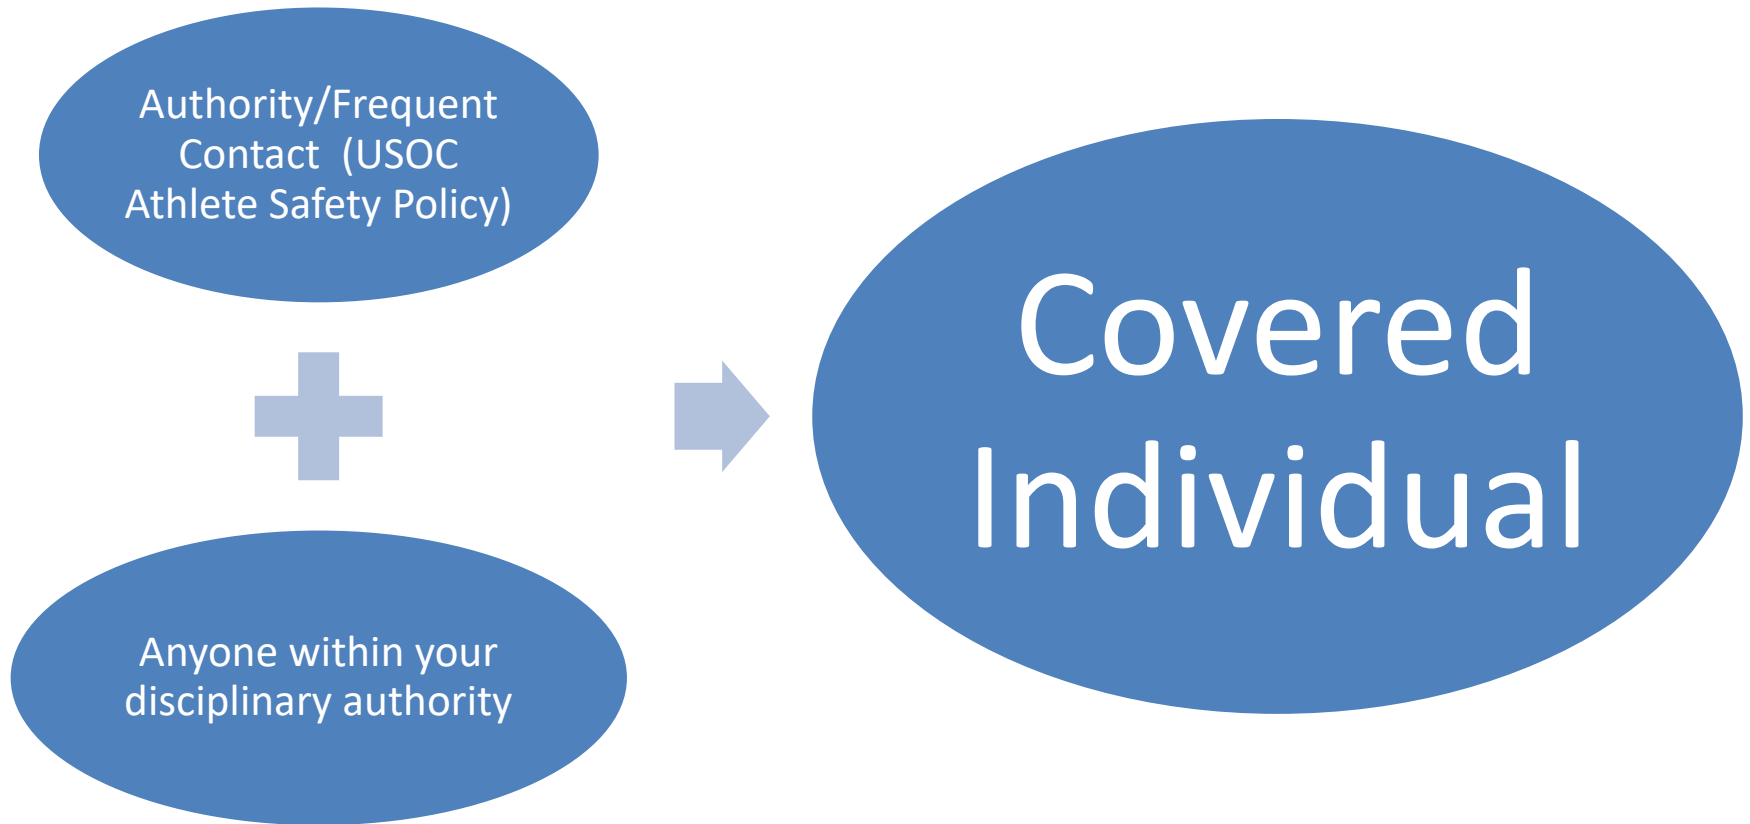 Authority/Frequent
Contact  (USOC
Athlete Safety Policy)
Anyone within your
disciplinary authority
Covered
Individual